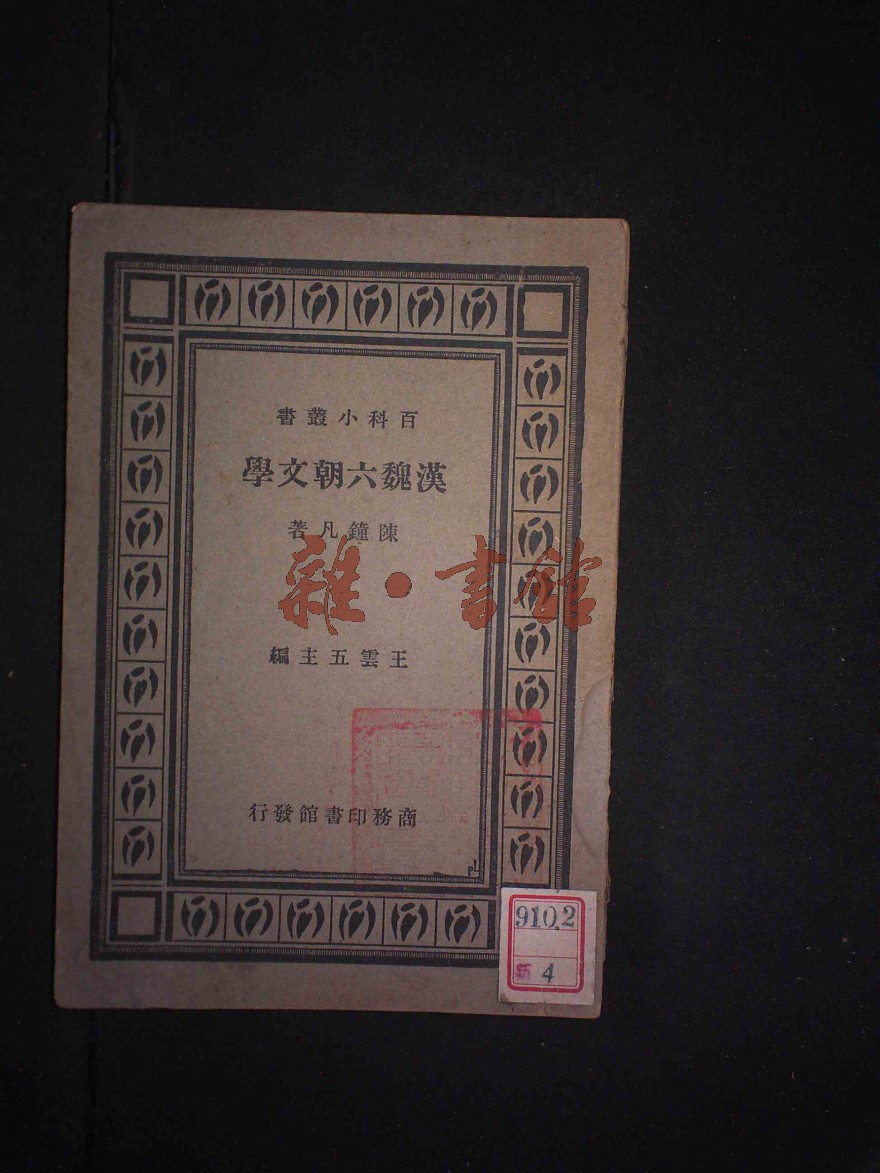 百科小叢書
漢魏六朝文學
陳鐘凡著
雜·書館
王雲五主編
商務印書館發行
910.2
新 4